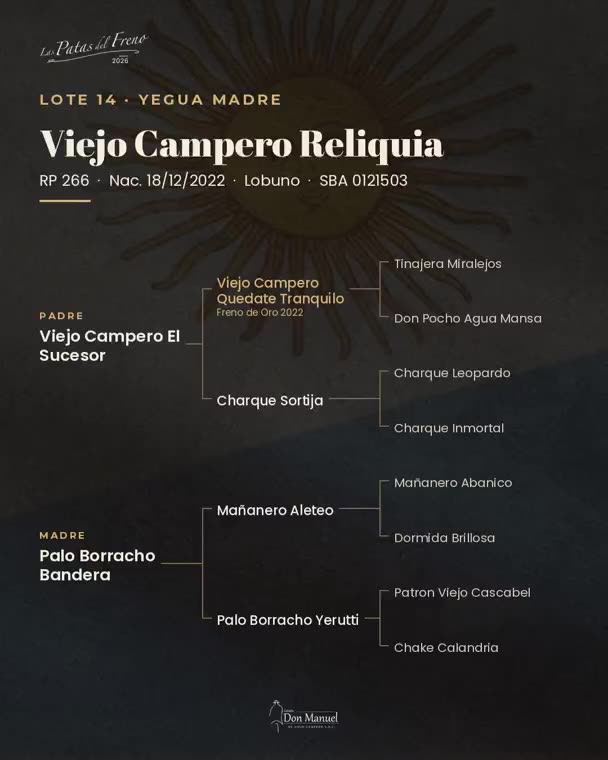 Las Patas del Freno
2026
LOTE 14 · YEGUA MADRE
Viejo Campero Reliquia
RP 266 · Nac. 18/12/2022 · Lobuno · SBA 0121503
PADRE
Viejo Campero El
Sucesor
Viejo Campero
Quedate Tranquilo
Freno de Oro 2022
Tinajera Miralejos
Don Pocho Agua Mansa
Charque Sortija
Charque Leopardo
Charque Inmortal
MADRE
Palo Borracho
Bandera
Mañanero Aleteo
Mañanero Abanico
Dormida Brillosa
Palo Borracho Yerutti
Patron Viejo Cascabel
Chake Calandria
Don Manuel